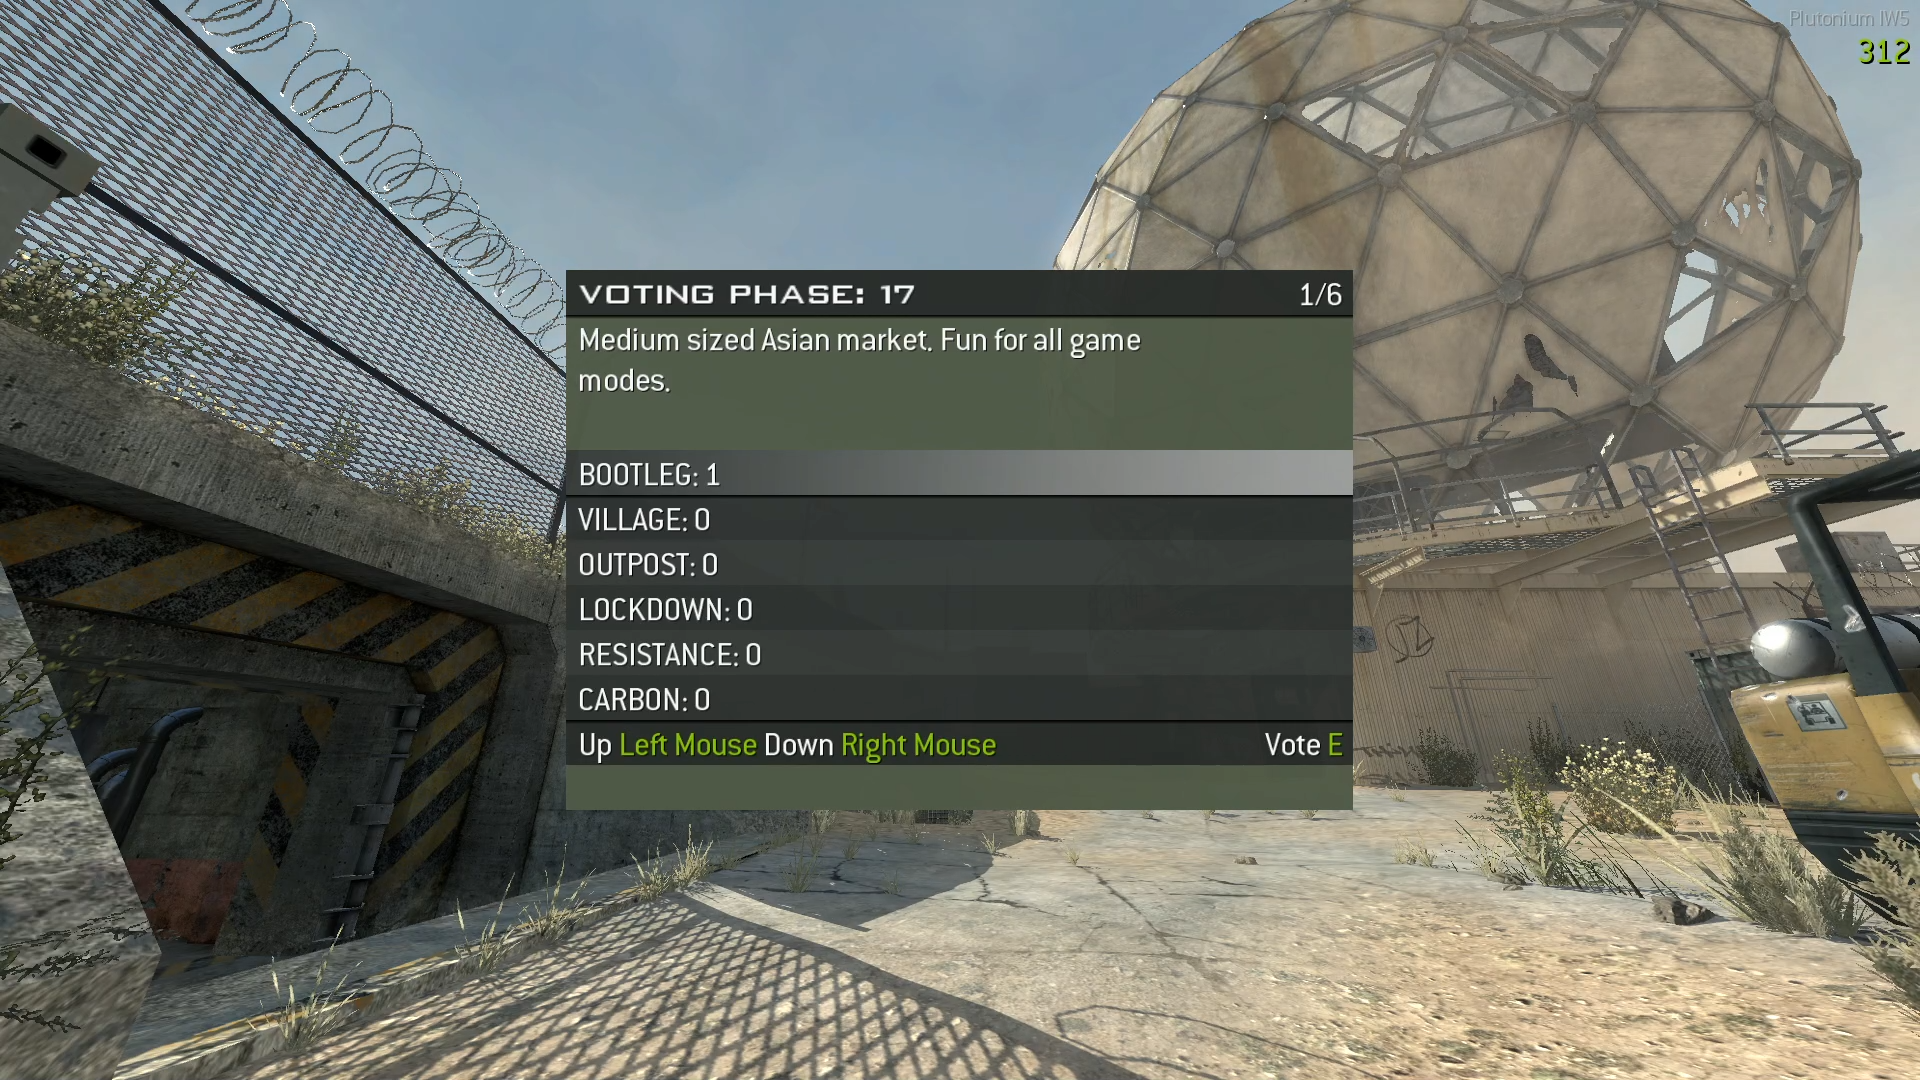 Plutonium IW5
312
VOTING PHASE: 17
1/6
Medium sized Asian market. Fun for all game
modes.
BOOTLEG: 1
VILLAGE: 0
OUTPOST: 0
LOCKDOWN: 0
RESISTANCE: 0
CARBON: 0
Up Left Mouse Down Right Mouse
Vote E